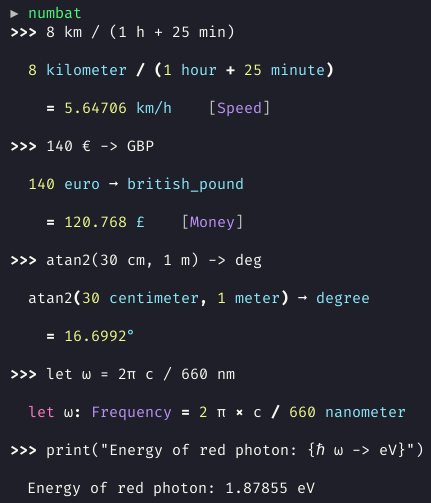 ► numbat
>>> 8 km / (1 h + 25 min)
8 kilometer / (1 hour + 25 minute)
= 5.64706 km/h    [Speed]
>>> 140 € -> GBP
140 euro → british_pound
= 120.768 £    [Money]
>>> atan2(30 cm, 1 m) -> deg
atan2(30 centimeter, 1 meter) → degree
= 16.6992°
>>> let ω = 2π c / 660 nm
let ω: Frequency = 2 π × c / 660 nanometer
>>> print("Energy of red photon: {ℏ ω -> eV}")
Energy of red photon: 1.87855 eV